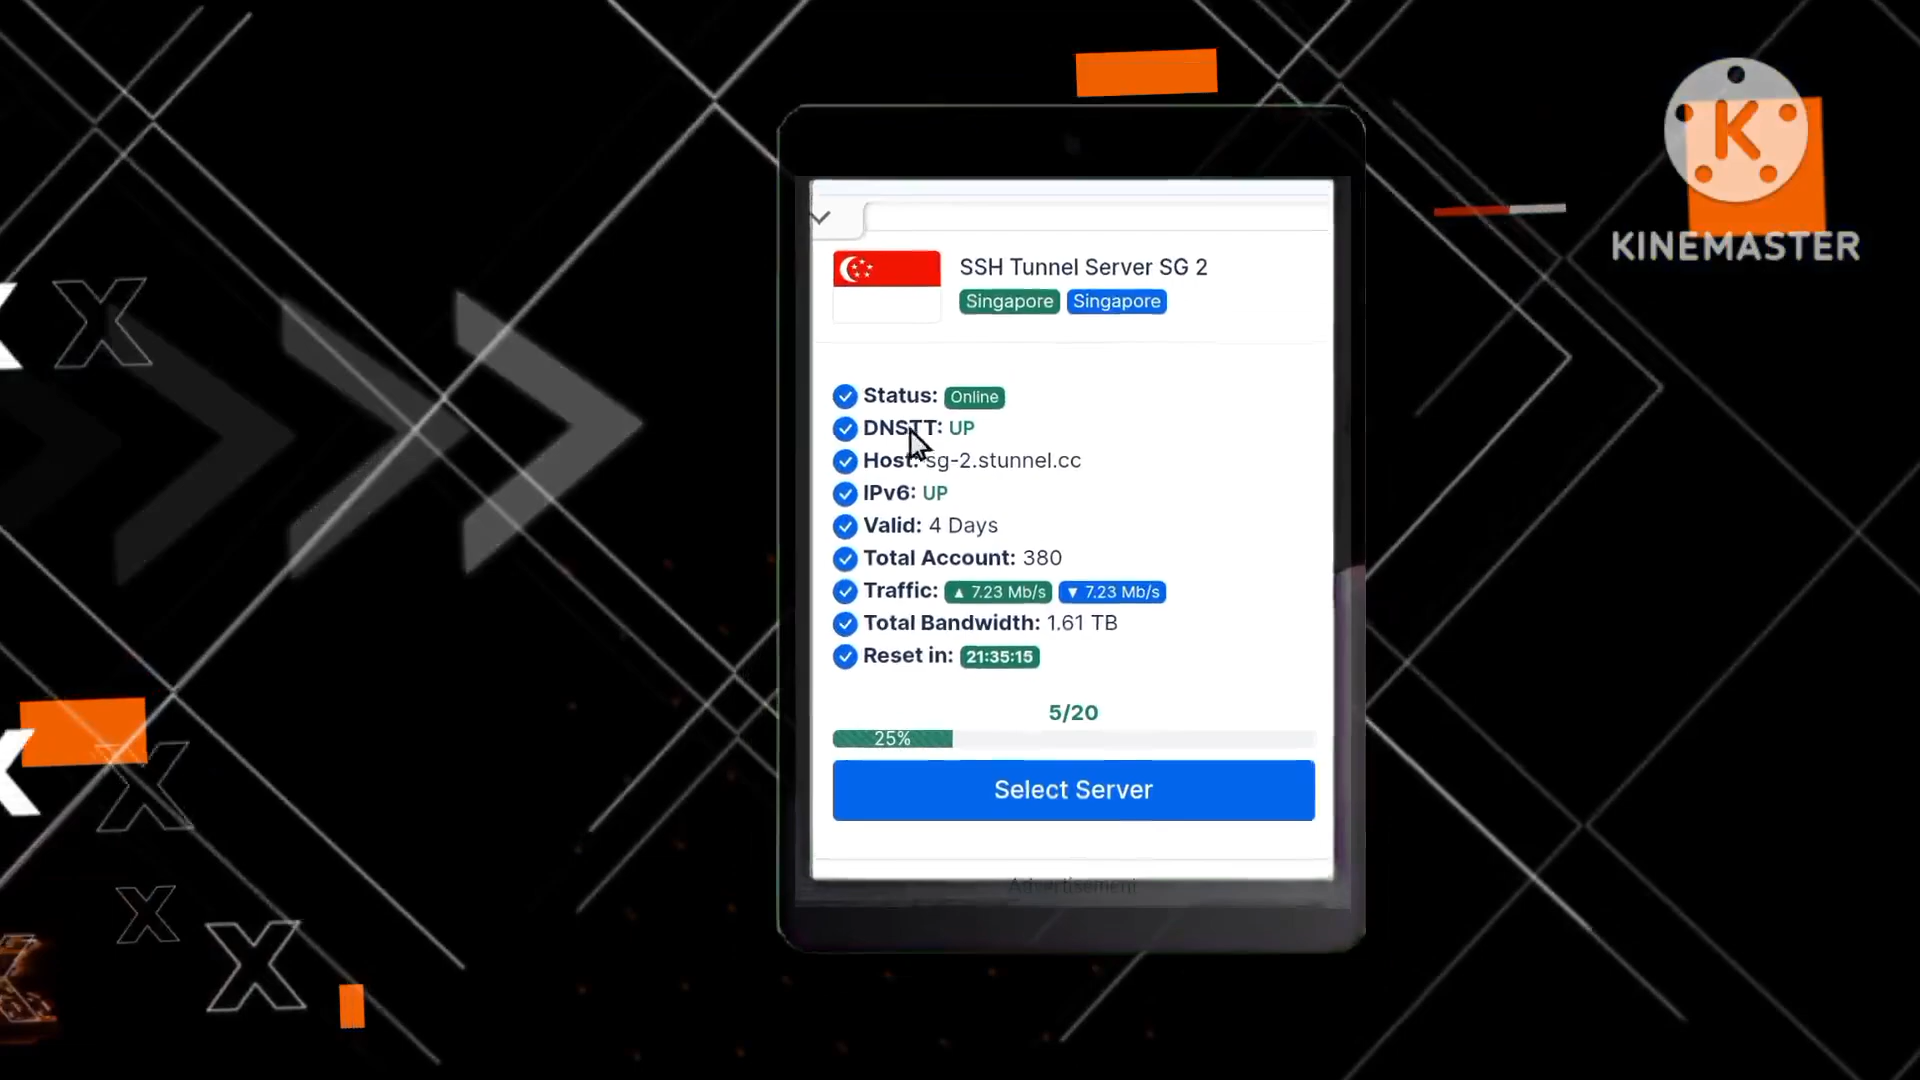 KINEMASTER
SSH Tunnel Server SG 2
Singapore Singapore
Status: Online
DNSTT: UP
Host: sg-2.stunnel.cc
IPv6: UP
Valid: 4 Days
Total Account: 380
Traffic: ▲ 7.23 Mb/s ▼ 7.23 Mb/s
Total Bandwidth: 1.61 TB
Reset in: 21:35:15
5/20
25%
Select Server
Advertisement